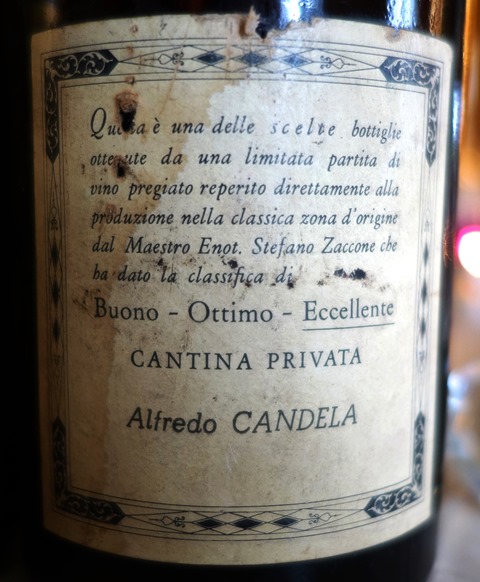 Questa è una delle scelte bottiglie
ottenute da una limitata partita di
vino pregiato reperito direttamente alla
produzione nella classica zona d'origine
dal Maestro Enot. Stefano Zaccone che
ha dato la classifica di
Buono - Ottimo - Eccellente
CANTINA PRIVATA
Alfredo CANDELA